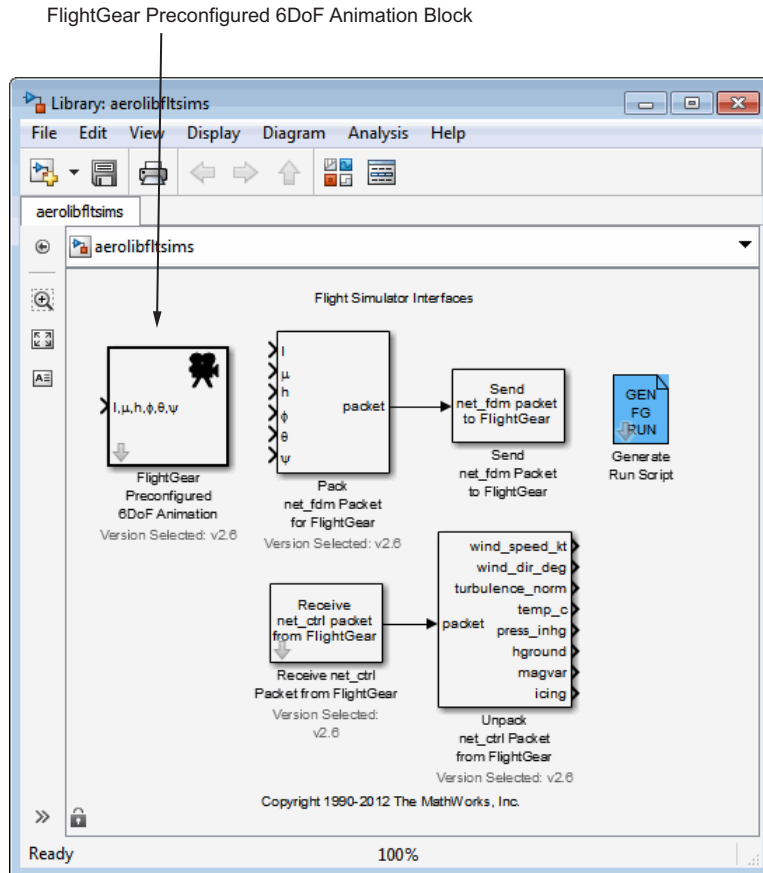 FlightGear Preconfigured 6DoF Animation Block
Library: aerolibfltsims
File Edit View Display Diagram Analysis Help
aerolibfltsims
aerolibfltsims
Flight Simulator Interfaces
l,μ,h,ϕ,θ,ψ
FlightGear
Preconfigured
6DoF Animation
Version Selected: v2.6
l
μ
h
ϕ
θ
ψ
packet
Pack
net_fdm Packet
for FlightGear
Version Selected: v2.6
Send
net_fdm packet
to FlightGear
Send
net_fdm Packet
to FlightGear
GEN
FG
RUN
Generate
Run Script
Receive
net_ctrl packet
from FlightGear
Receive net_ctrl
Packet from FlightGear
Version Selected:
v2.6
packet
wind_speed_kt
wind_dir_deg
turbulence_norm
temp_c
press_inhg
hground
magvar
icing
Unpack
net_ctrl Packet
from FlightGear
Version Selected: v2.6
Copyright 1990-2012 The MathWorks, Inc.
Ready 100%